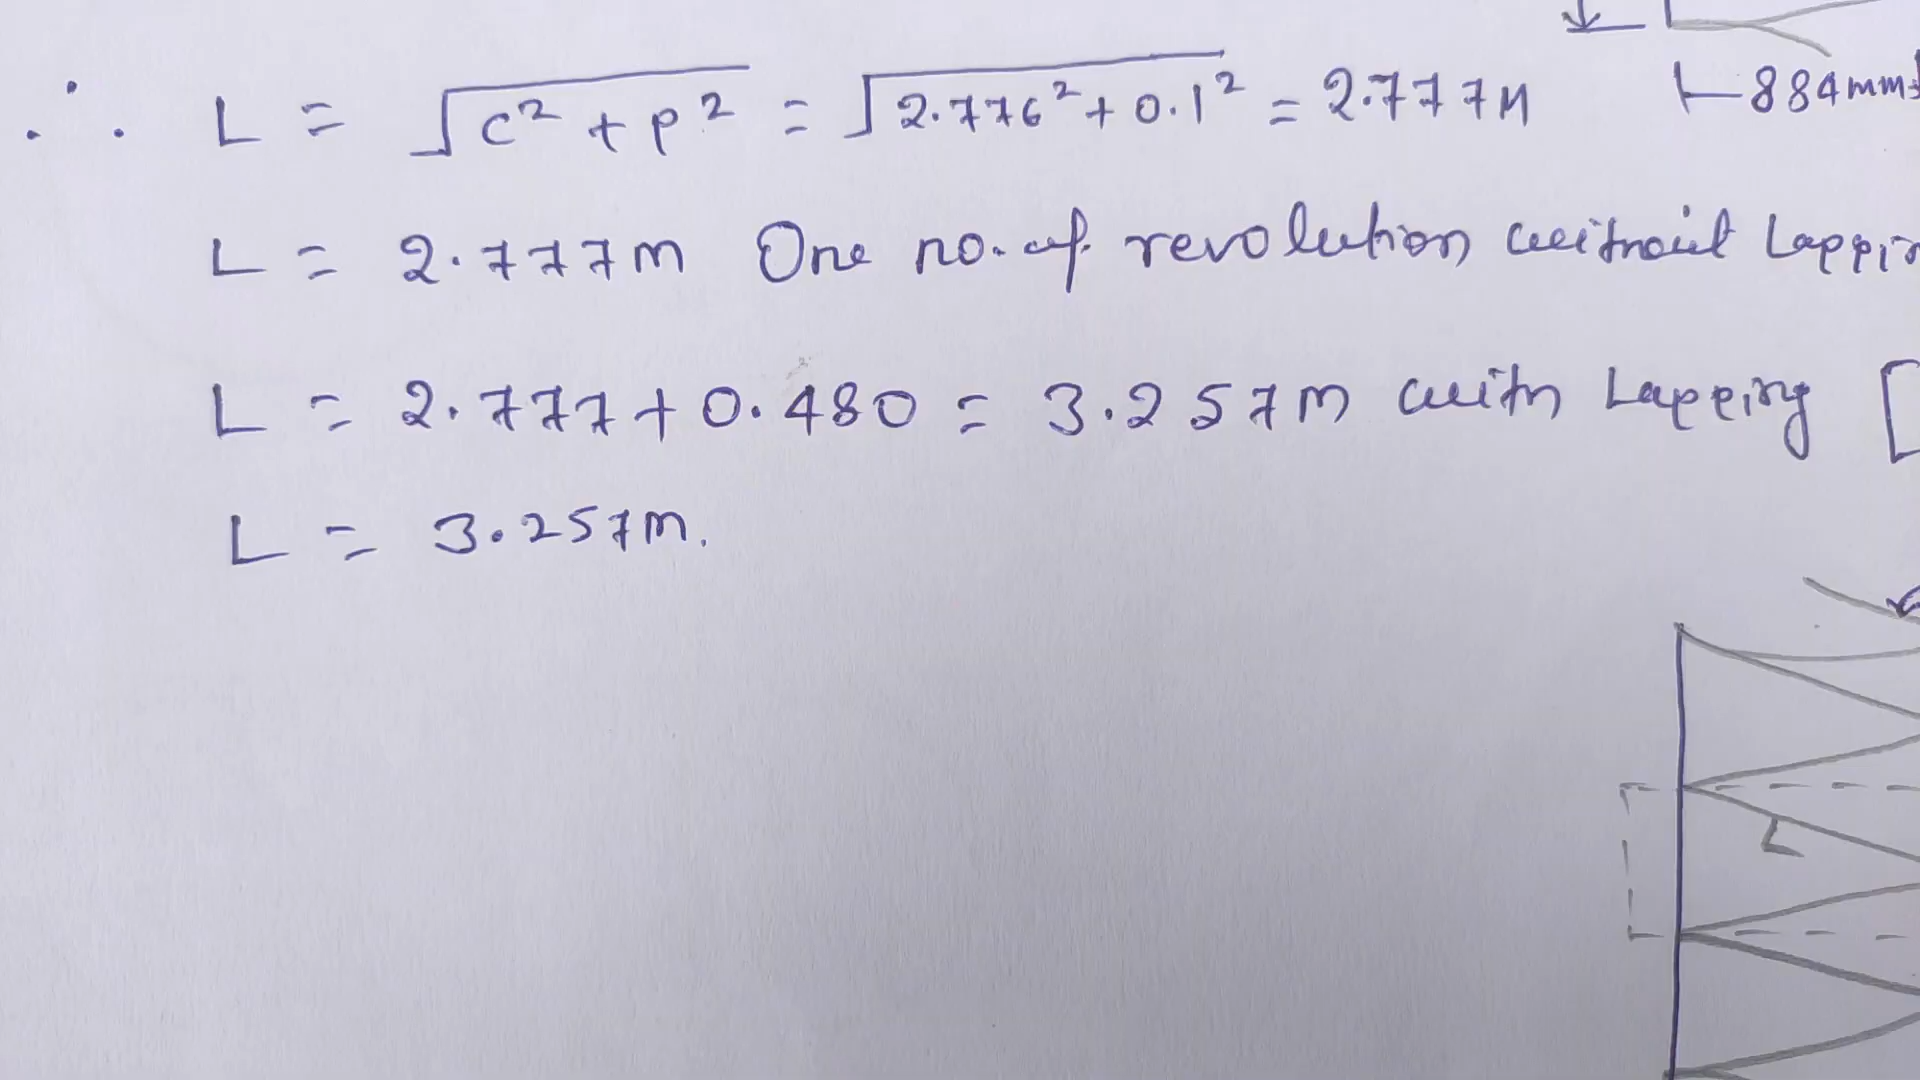 ∴ L = √(c² + p²) = √(2.776² + 0.1²) = 2.777M
884mm
L = 2.777m One no. of revolution without
L = 2.777 + 0.480 = 3.257m with Lapping [
L = 3.257m.
L